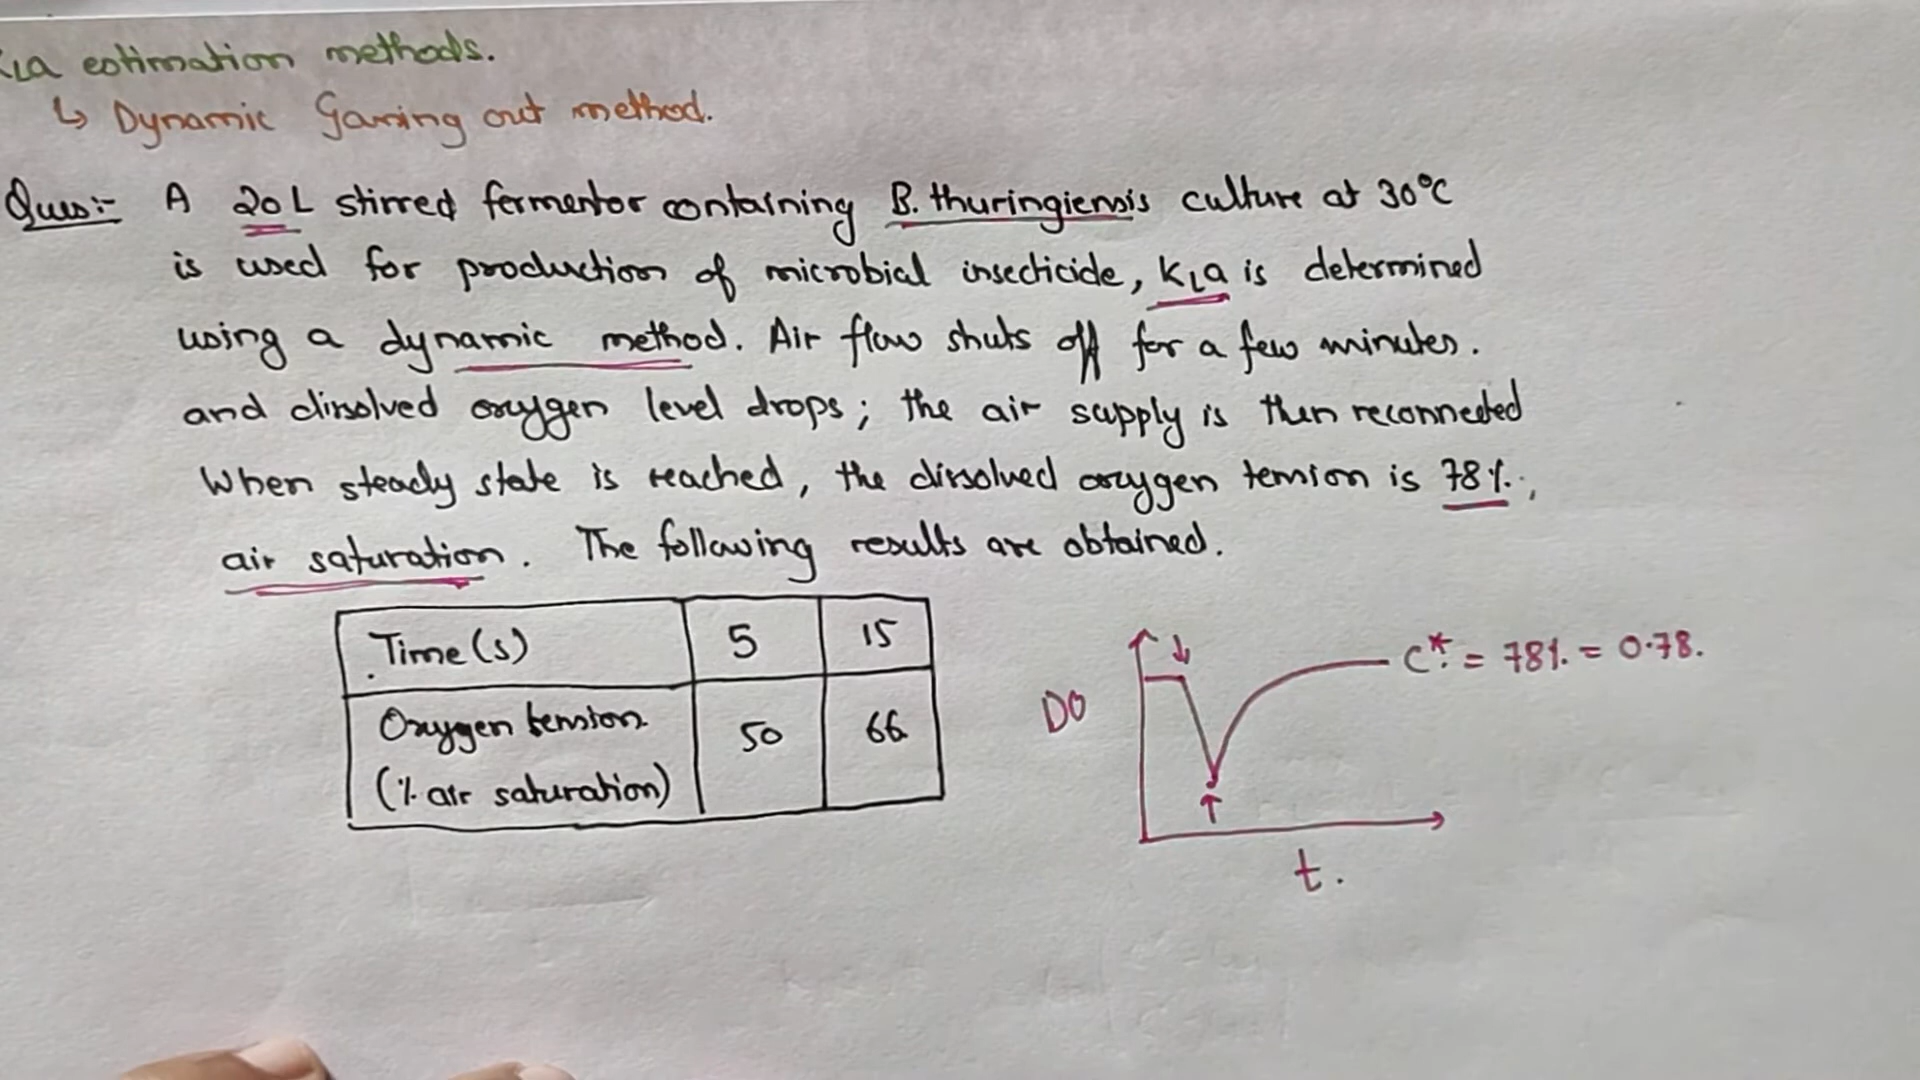 KLa estimation methods.
↳ Dynamic Gassing out method.
Ques:- A 20L stirred fermentor containing B. thuringiensis culture at 30°C
is used for production of microbial insecticide, KLa is determined
using a dynamic method. Air flow shuts off for a few minutes.
and dissolved oxygen level drops; the air supply is then reconnected
When steady state is reached, the dissolved oxygen tension is 78%.,
air saturation. The following results are obtained.
Time (s) 5 15
Oxygen tension 50 66
(% air saturation)
C* = 78% = 0.78.
DO
t.